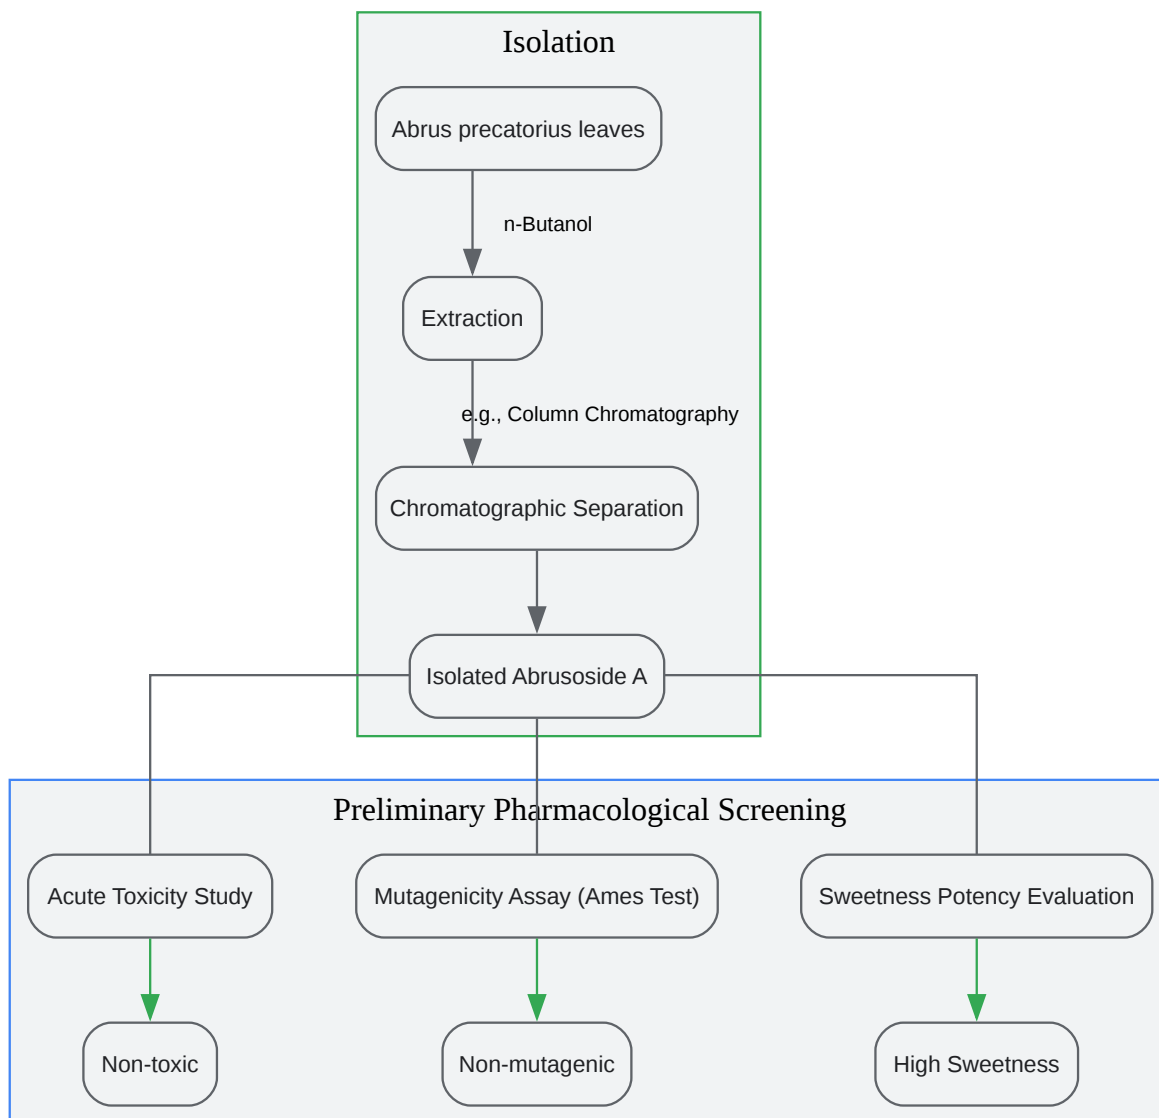 Isolation
Abrus precatorius leaves
n-Butanol
Extraction
e.g., Column Chromatography
Chromatographic Separation
Isolated Abrusoside A
Preliminary Pharmacological Screening
Acute Toxicity Study
Mutagenicity Assay (Ames Test)
Sweetness Potency Evaluation
Non-toxic
Non-mutagenic
High Sweetness